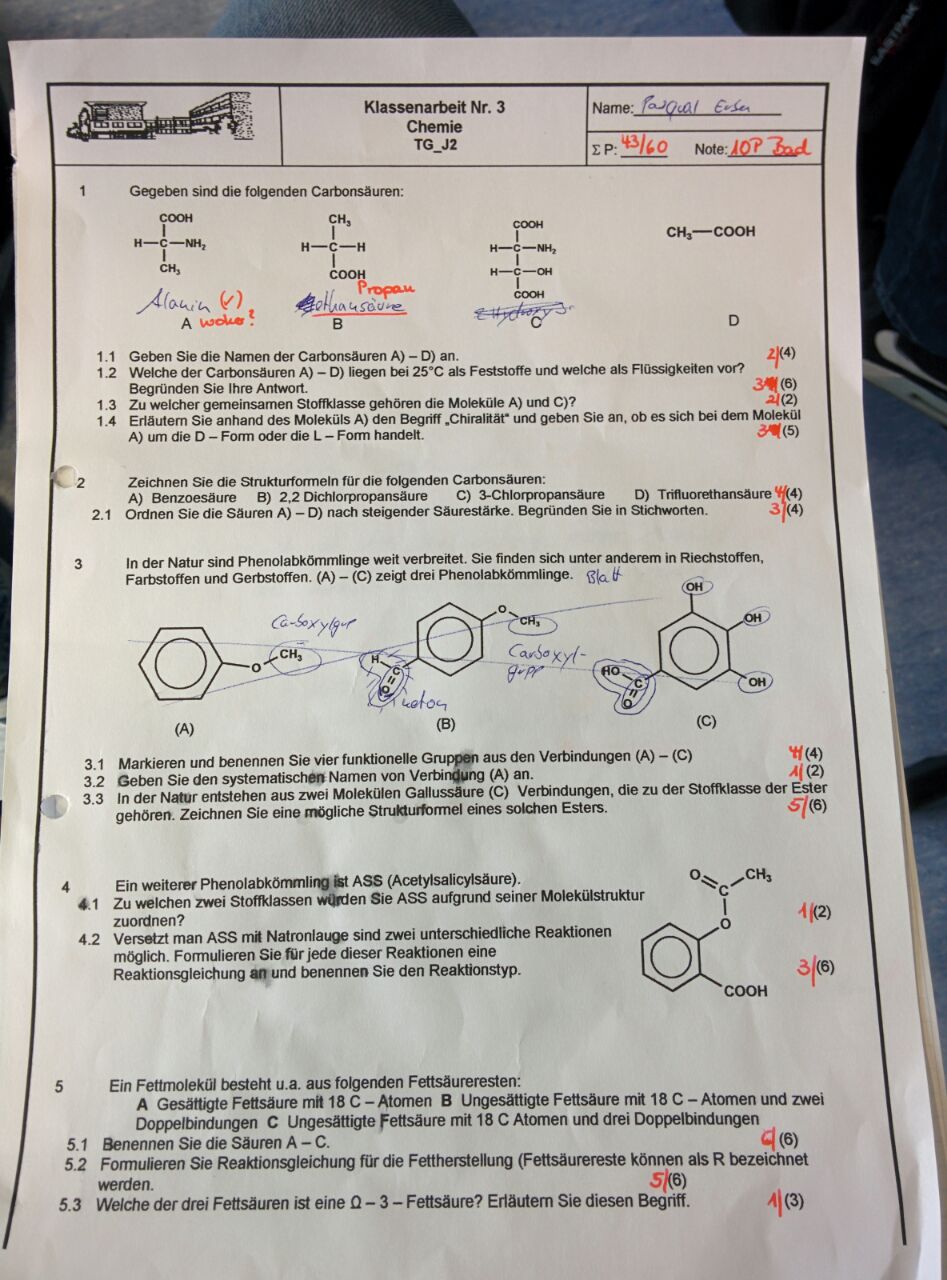 EASTPAK
Klassenarbeit Nr. 3
Chemie
TG_J2
Name: Pasqual
Σ P: 43/60 Note: 10P Bad
1 Gegeben sind die folgenden Carbonsäuren:
COOH
H—C—NH₂
CH₃
Alanin (✓)
A woher?
CH₃
H—C—H
COOH
Propan
ethansäure
B
COOH
H—C—NH₂
H—C—OH
COOH
C
CH₃—COOH
D
1.1 Geben Sie die Namen der Carbonsäuren A) – D) an. 2/(4)
1.2 Welche der Carbonsäuren A) – D) liegen bei 25°C als Feststoffe und welche als Flüssigkeiten vor?
Begründen Sie Ihre Antwort. 3/(6)
1.3 Zu welcher gemeinsamen Stoffklasse gehören die Moleküle A) und C)? 2/(2)
1.4 Erläutern Sie anhand des Moleküls A) den Begriff „Chiralität“ und geben Sie an, ob es sich bei dem Molekül
A) um die D – Form oder die L – Form handelt. 3/(5)
2 Zeichnen Sie die Strukturformeln für die folgenden Carbonsäuren:
A) Benzoesäure B) 2,2 Dichlorpropansäure C) 3-Chlorpropansäure D) Trifluorethansäure 4/(4)
2.1 Ordnen Sie die Säuren A) – D) nach steigender Säurestärke. Begründen Sie in Stichworten. 3/(4)
3 In der Natur sind Phenolabkömmlinge weit verbreitet. Sie finden sich unter anderem in Riechstoffen,
Farbstoffen und Gerbstoffen. (A) – (C) zeigt drei Phenolabkömmlinge. Blatt
Carboxylgrp
O CH₃
(A)
O CH₃
H C O
Carboxyl-
grupp
keton
(B)
OH
OH
OH
HO C O
(C)
3.1 Markieren und benennen Sie vier funktionelle Gruppen aus den Verbindungen (A) – (C) 4/(4)
3.2 Geben Sie den systematischen Namen von Verbindung (A) an. 1/(2)
3.3 In der Natur entstehen aus zwei Molekülen Gallussäure (C) Verbindungen, die zu der Stoffklasse der Ester
gehören. Zeichnen Sie eine mögliche Strukturformel eines solchen Esters. 5/(6)
4 Ein weiterer Phenolabkömmling ist ASS (Acetylsalicylsäure).
4.1 Zu welchen zwei Stoffklassen würden Sie ASS aufgrund seiner Molekülstruktur
zuordnen? 1/(2)
4.2 Versetzt man ASS mit Natronlauge sind zwei unterschiedliche Reaktionen
möglich. Formulieren Sie für jede dieser Reaktionen eine
Reaktionsgleichung an und benennen Sie den Reaktionstyp. 3/(6)
O CH₃
C
O
COOH
5 Ein Fettmolekül besteht u.a. aus folgenden Fettsäureresten:
A Gesättigte Fettsäure mit 18 C – Atomen B Ungesättigte Fettsäure mit 18 C – Atomen und zwei
Doppelbindungen C Ungesättigte Fettsäure mit 18 C Atomen und drei Doppelbindungen
5.1 Benennen Sie die Säuren A – C. 6/(6)
5.2 Formulieren Sie Reaktionsgleichung für die Fettherstellung (Fettsäurereste können als R bezeichnet
werden. 5/(6)
5.3 Welche der drei Fettsäuren ist eine Ω – 3 – Fettsäure? Erläutern Sie diesen Begriff. 1/(3)